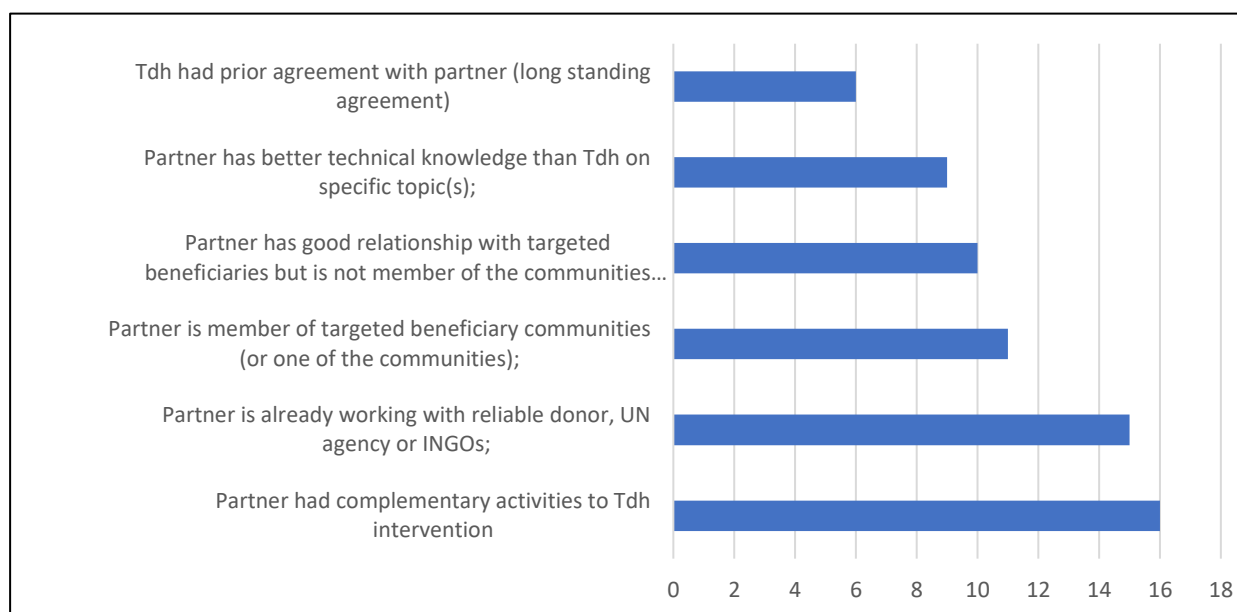 Tdh had prior agreement with partner (long standing
agreement)
Partner has better technical knowledge than Tdh on
specific topic(s);
Partner has good relationship with targeted
beneficiaries but is not member of the communities…
Partner is member of targeted beneficiary communities
(or one of the communities);
Partner is already working with reliable donor, UN
agency or INGOs;
Partner had complementary activities to Tdh
intervention
0 2 4 6 8 10 12 14 16 18